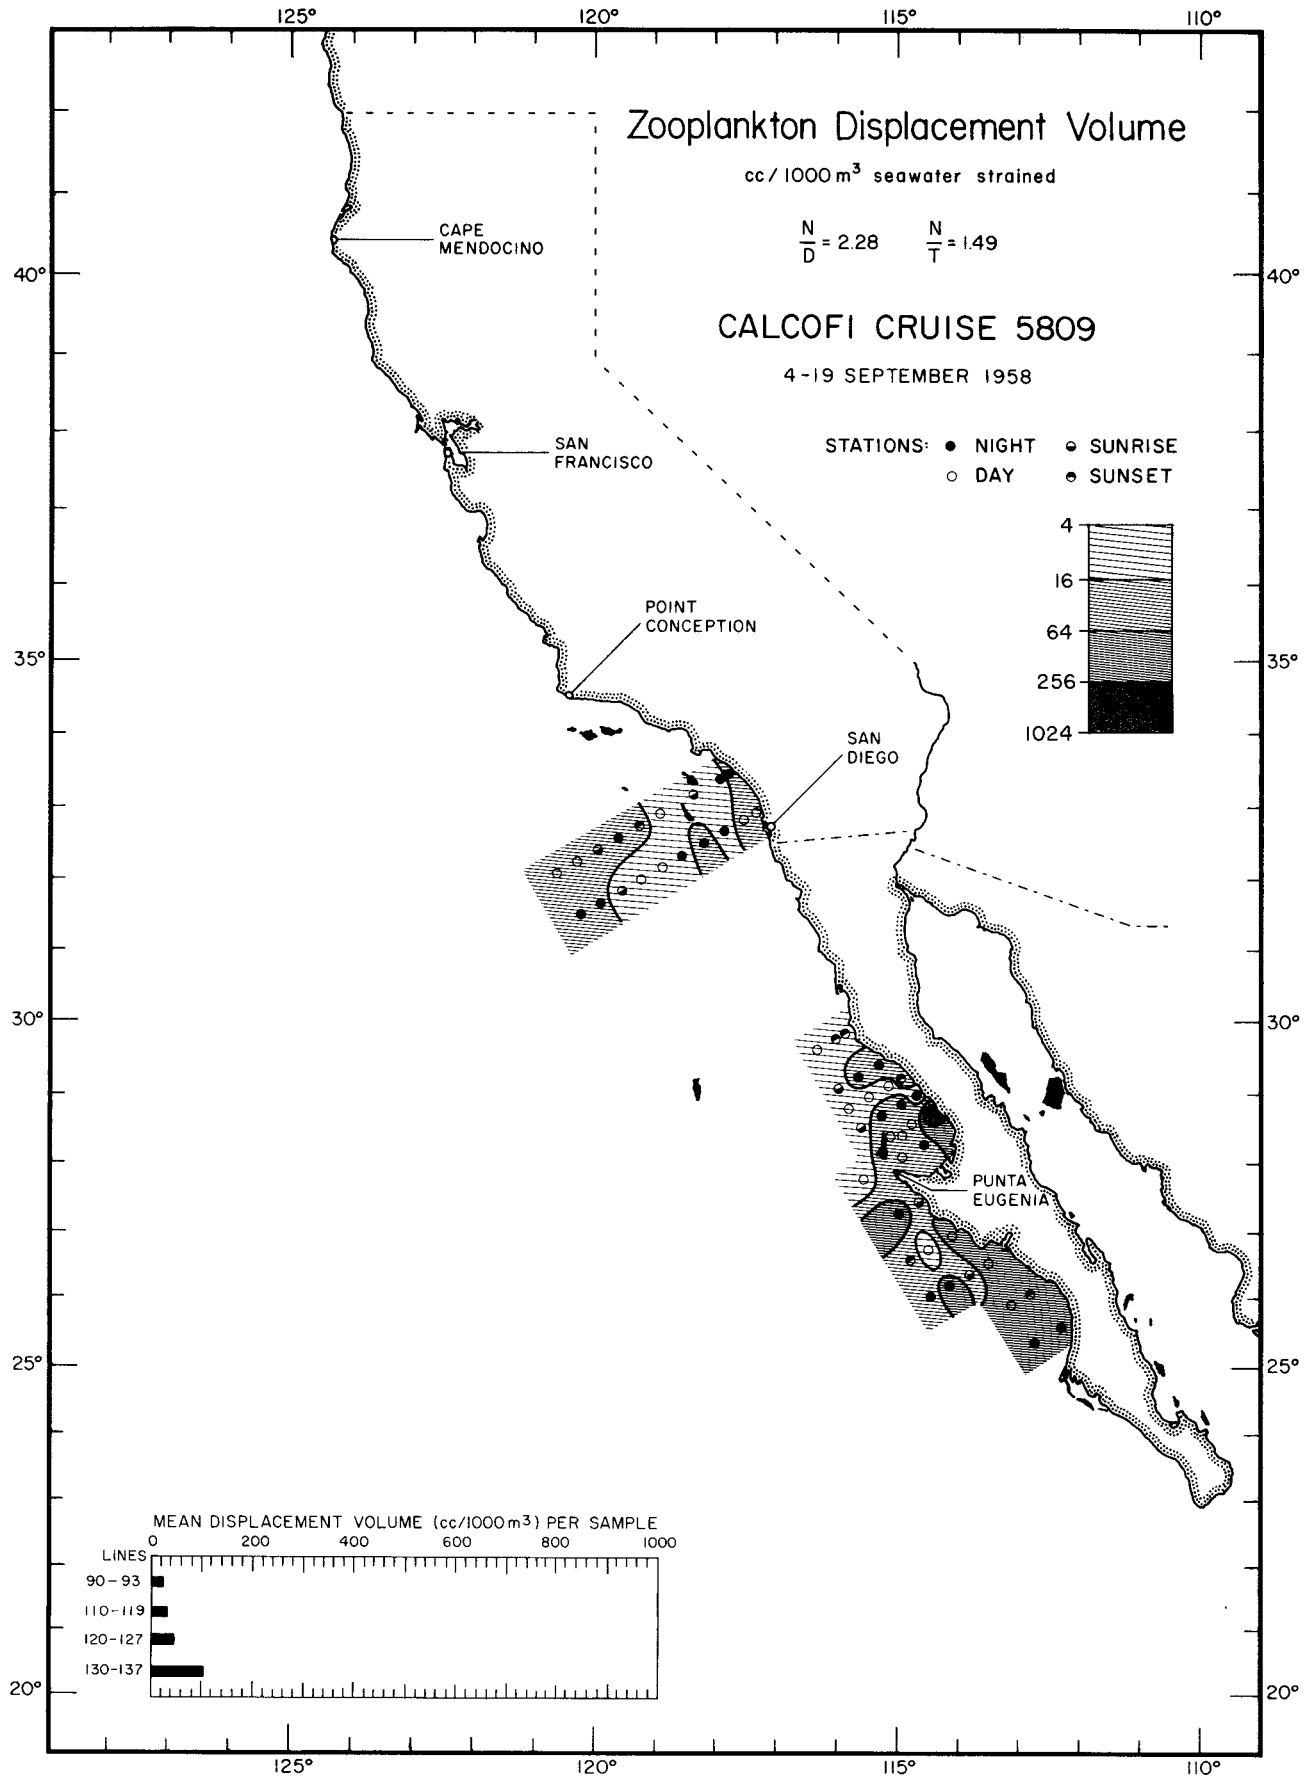 125° 120° 115° 110°
Zooplankton Displacement Volume
cc/1000 m³ seawater strained
N/D = 2.28 N/T = 1.49
CALCOFI CRUISE 5809
4-19 SEPTEMBER 1958
STATIONS: NIGHT SUNRISE
DAY SUNSET
CAPE
MENDOCINO
40° 40°
SAN
FRANCISCO
4
16
64
256
1024
POINT
CONCEPTION
35° 35°
SAN
DIEGO
30° 30°
PUNTA
EUGENIA
25° 25°
MEAN DISPLACEMENT VOLUME (cc/1000m³) PER SAMPLE
0 200 400 600 800 1000
LINES
90-93
110-119
120-127
130-137
20° 20°
125° 120° 115° 110°